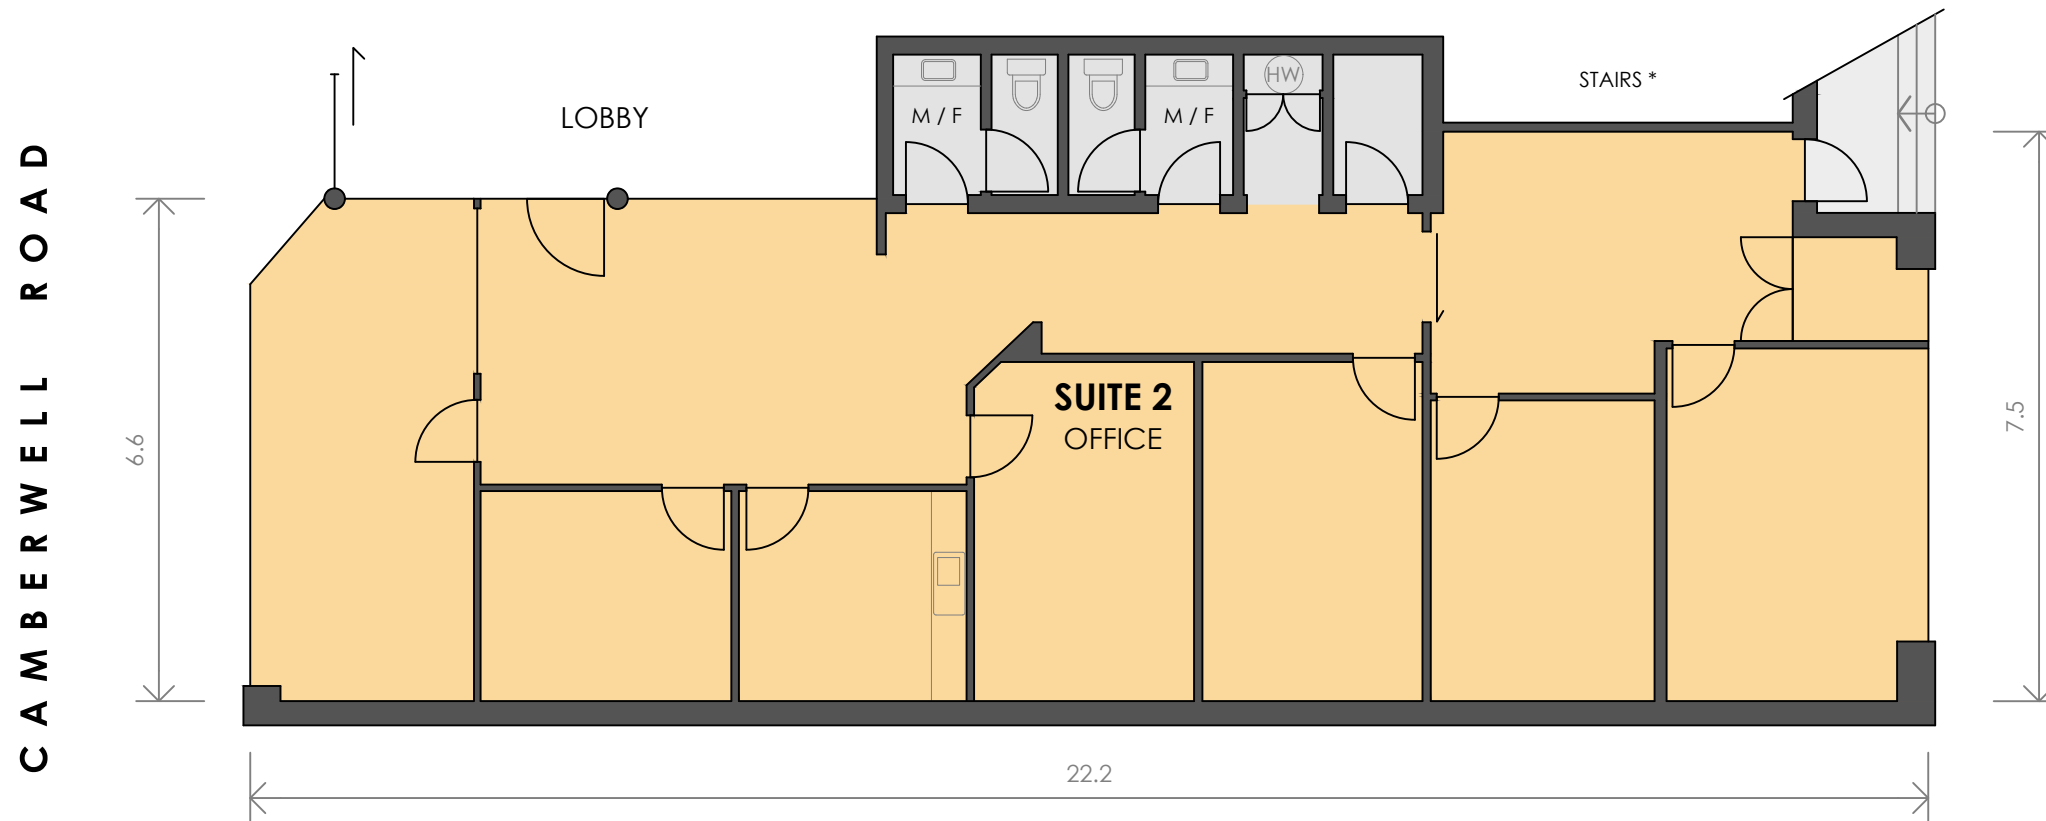 STAIRS *
HW
LOBBY
M / F
M / F
CAMBERWELL ROAD
SUITE 2
OFFICE
6.6
7.5
22.2